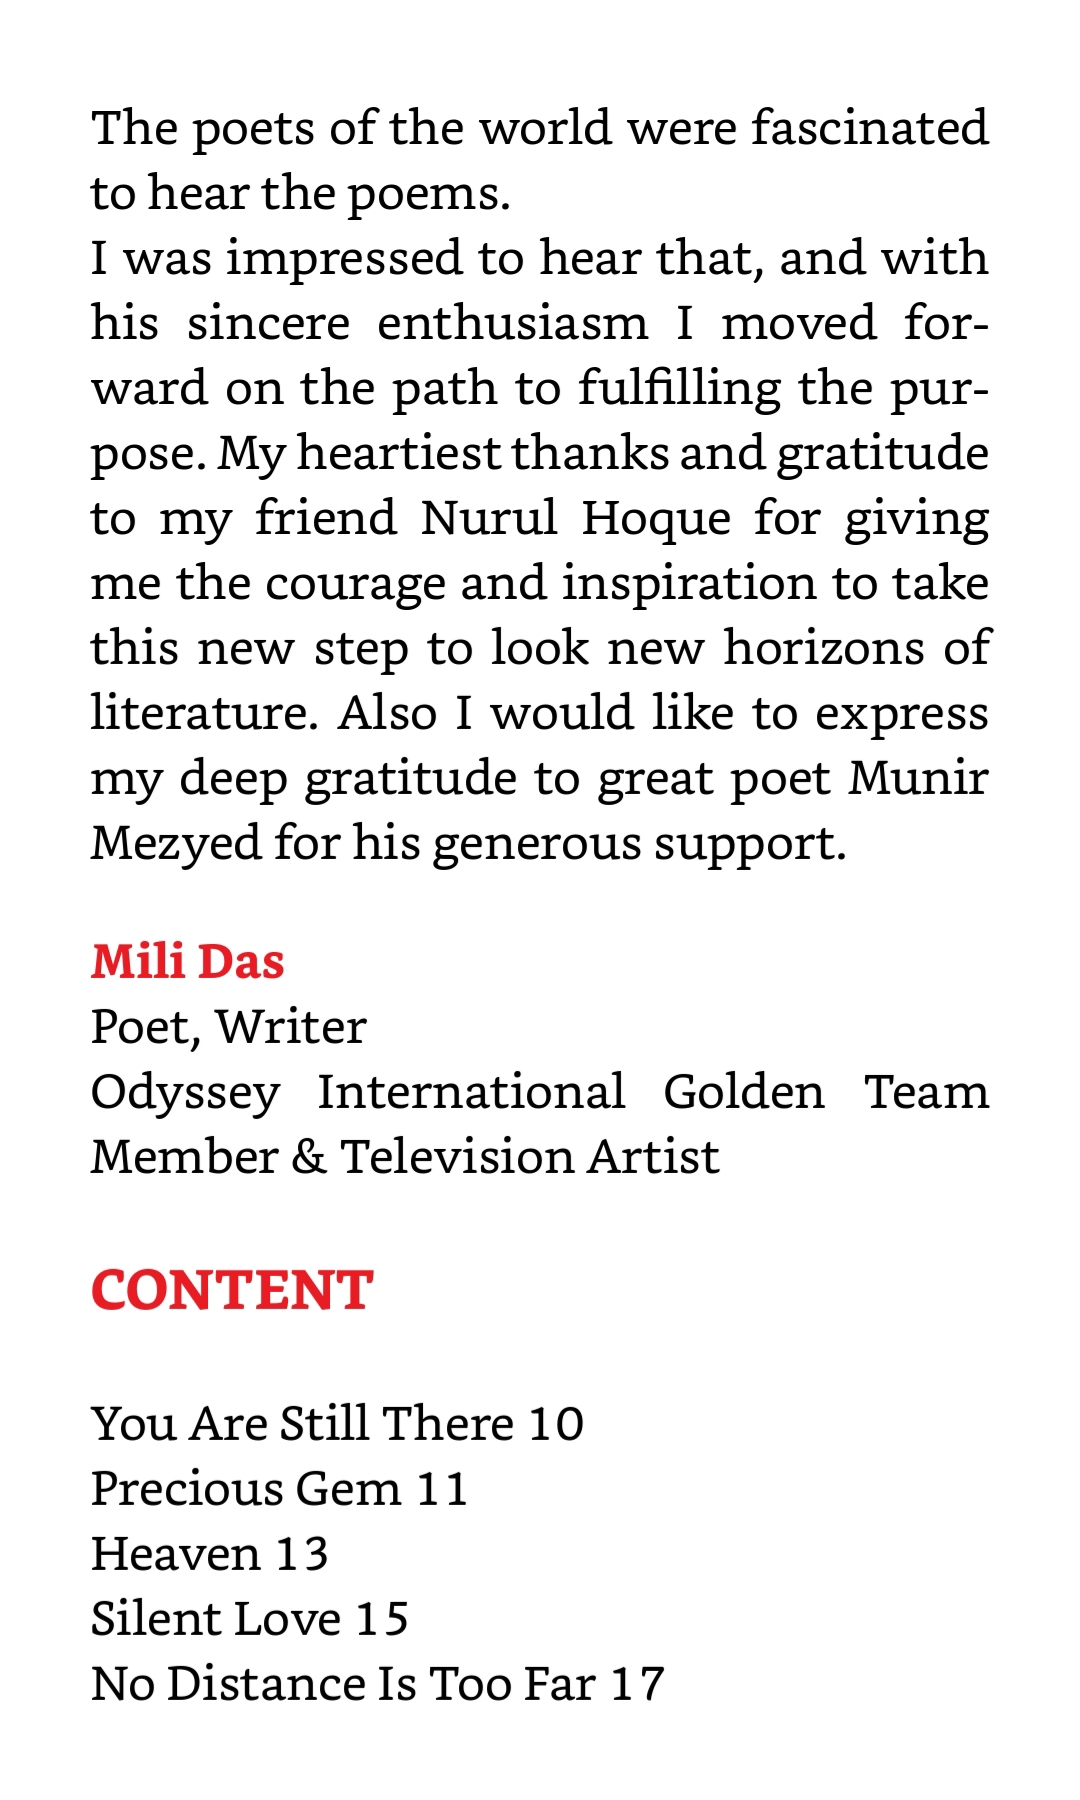 The poets of the world were fascinated
to hear the poems.
I was impressed to hear that, and with
his sincere enthusiasm I moved for-
ward on the path to fulfilling the pur-
pose. My heartiest thanks and gratitude
to my friend Nurul Hoque for giving
me the courage and inspiration to take
this new step to look new horizons of
literature. Also I would like to express
my deep gratitude to great poet Munir
Mezyed for his generous support.
Mili Das
Poet, Writer
Odyssey International Golden Team
Member & Television Artist
CONTENT
You Are Still There 10
Precious Gem 11
Heaven 13
Silent Love 15
No Distance Is Too Far 17